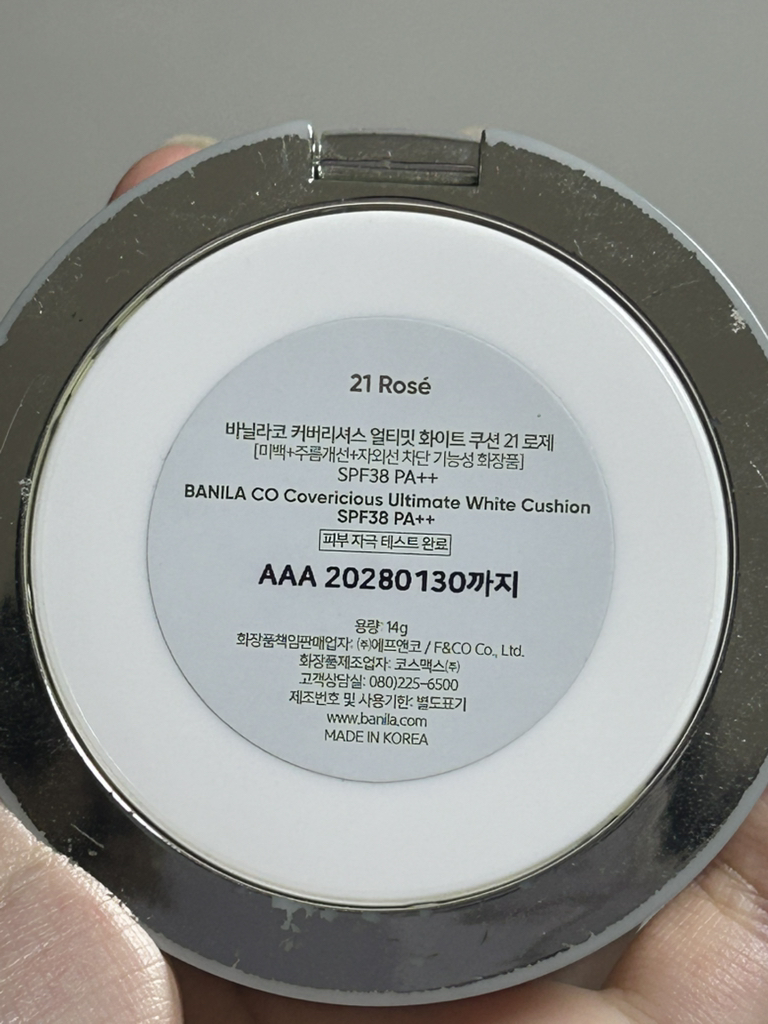 21 Rosé
바닐라코 커버리셔스 얼티밋 화이트 쿠션 21 로제
[미백+주름개선+자외선 차단 기능성 화장품]
SPF38 PA++
BANILA CO Covericious Ultimate White Cushion
SPF38 PA++
피부 자극 테스트 완료
AAA 20280130까지
용량: 14g
화장품책임판매업자: ㈜에프앤코 / F&CO Co., Ltd.
화장품제조업자: 코스맥스㈜
고객상담실: 080)225-6500
제조번호 및 사용기한: 별도표기
www.banila.com
MADE IN KOREA